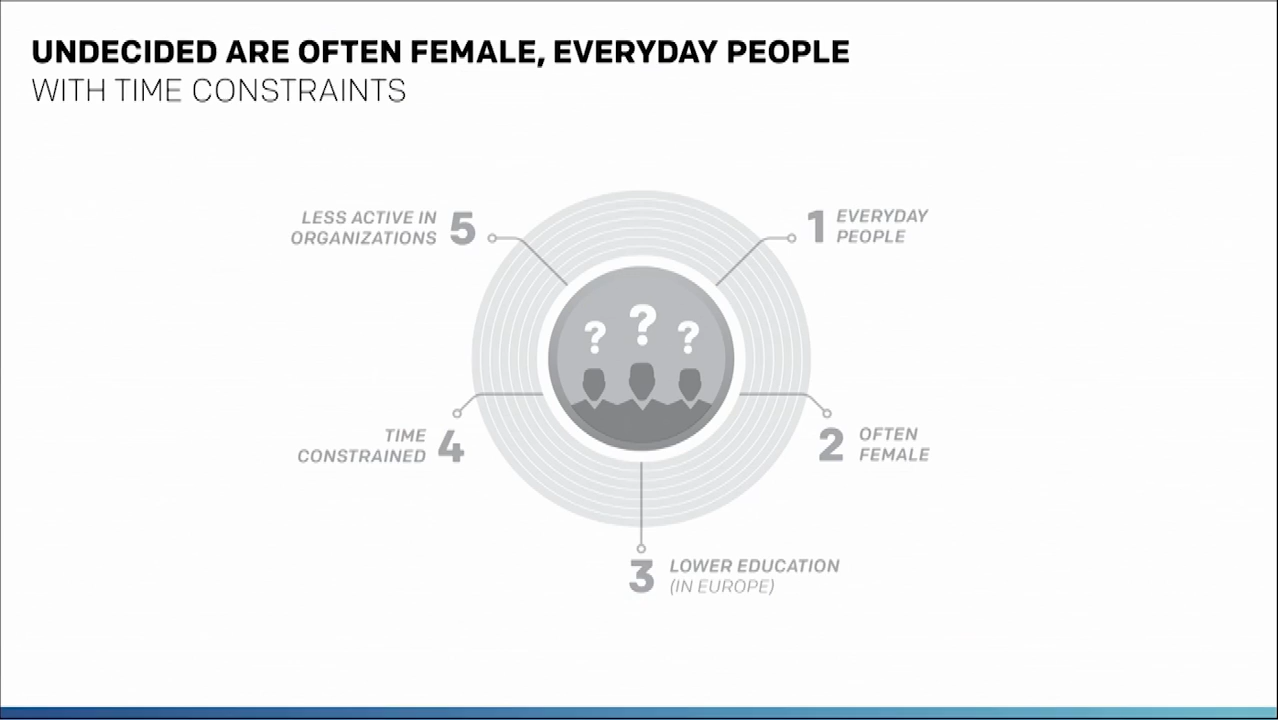 UNDECIDED ARE OFTEN FEMALE, EVERYDAY PEOPLE
WITH TIME CONSTRAINTS
1 EVERYDAY
PEOPLE
2 OFTEN
FEMALE
3 LOWER EDUCATION
(IN EUROPE)
TIME
CONSTRAINED 4
LESS ACTIVE IN
ORGANIZATIONS 5
? ? ?